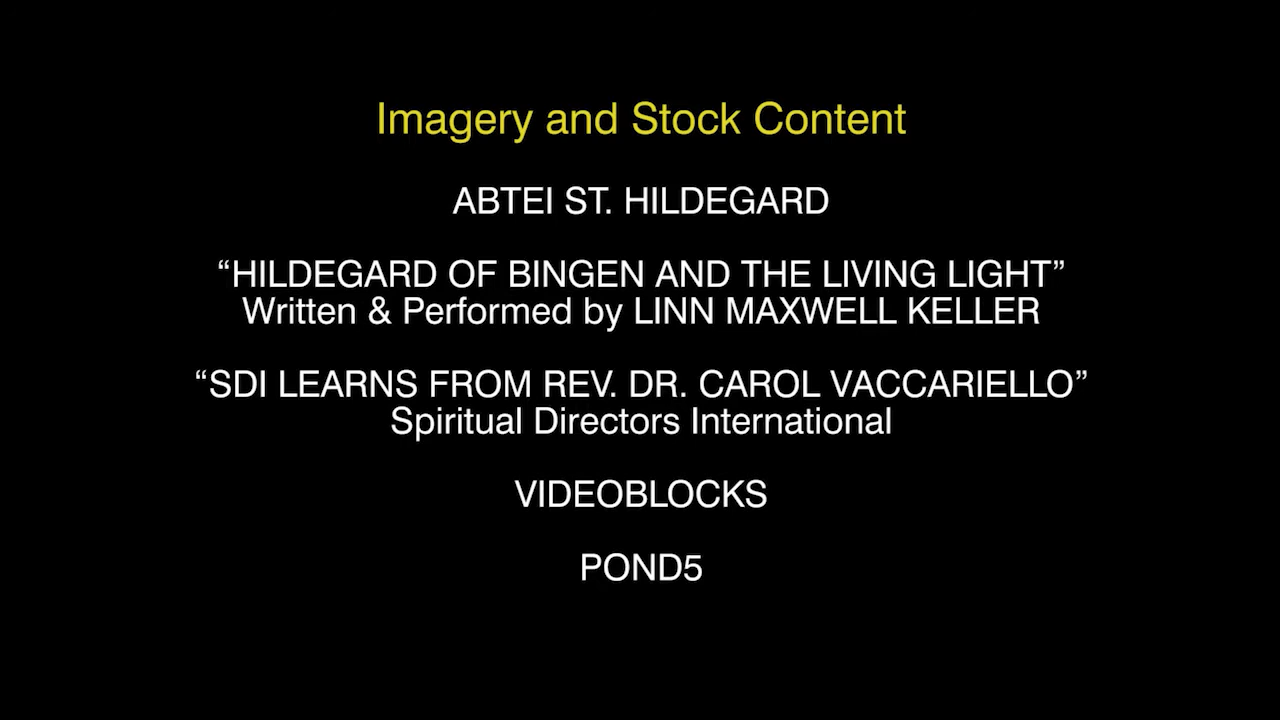 Imagery and Stock Content
ABTEI ST. HILDEGARD
“HILDEGARD OF BINGEN AND THE LIVING LIGHT”
Written & Performed by LINN MAXWELL KELLER
“SDI LEARNS FROM REV. DR. CAROL VACCARIELLO”
Spiritual Directors International
VIDEOBLOCKS
POND5